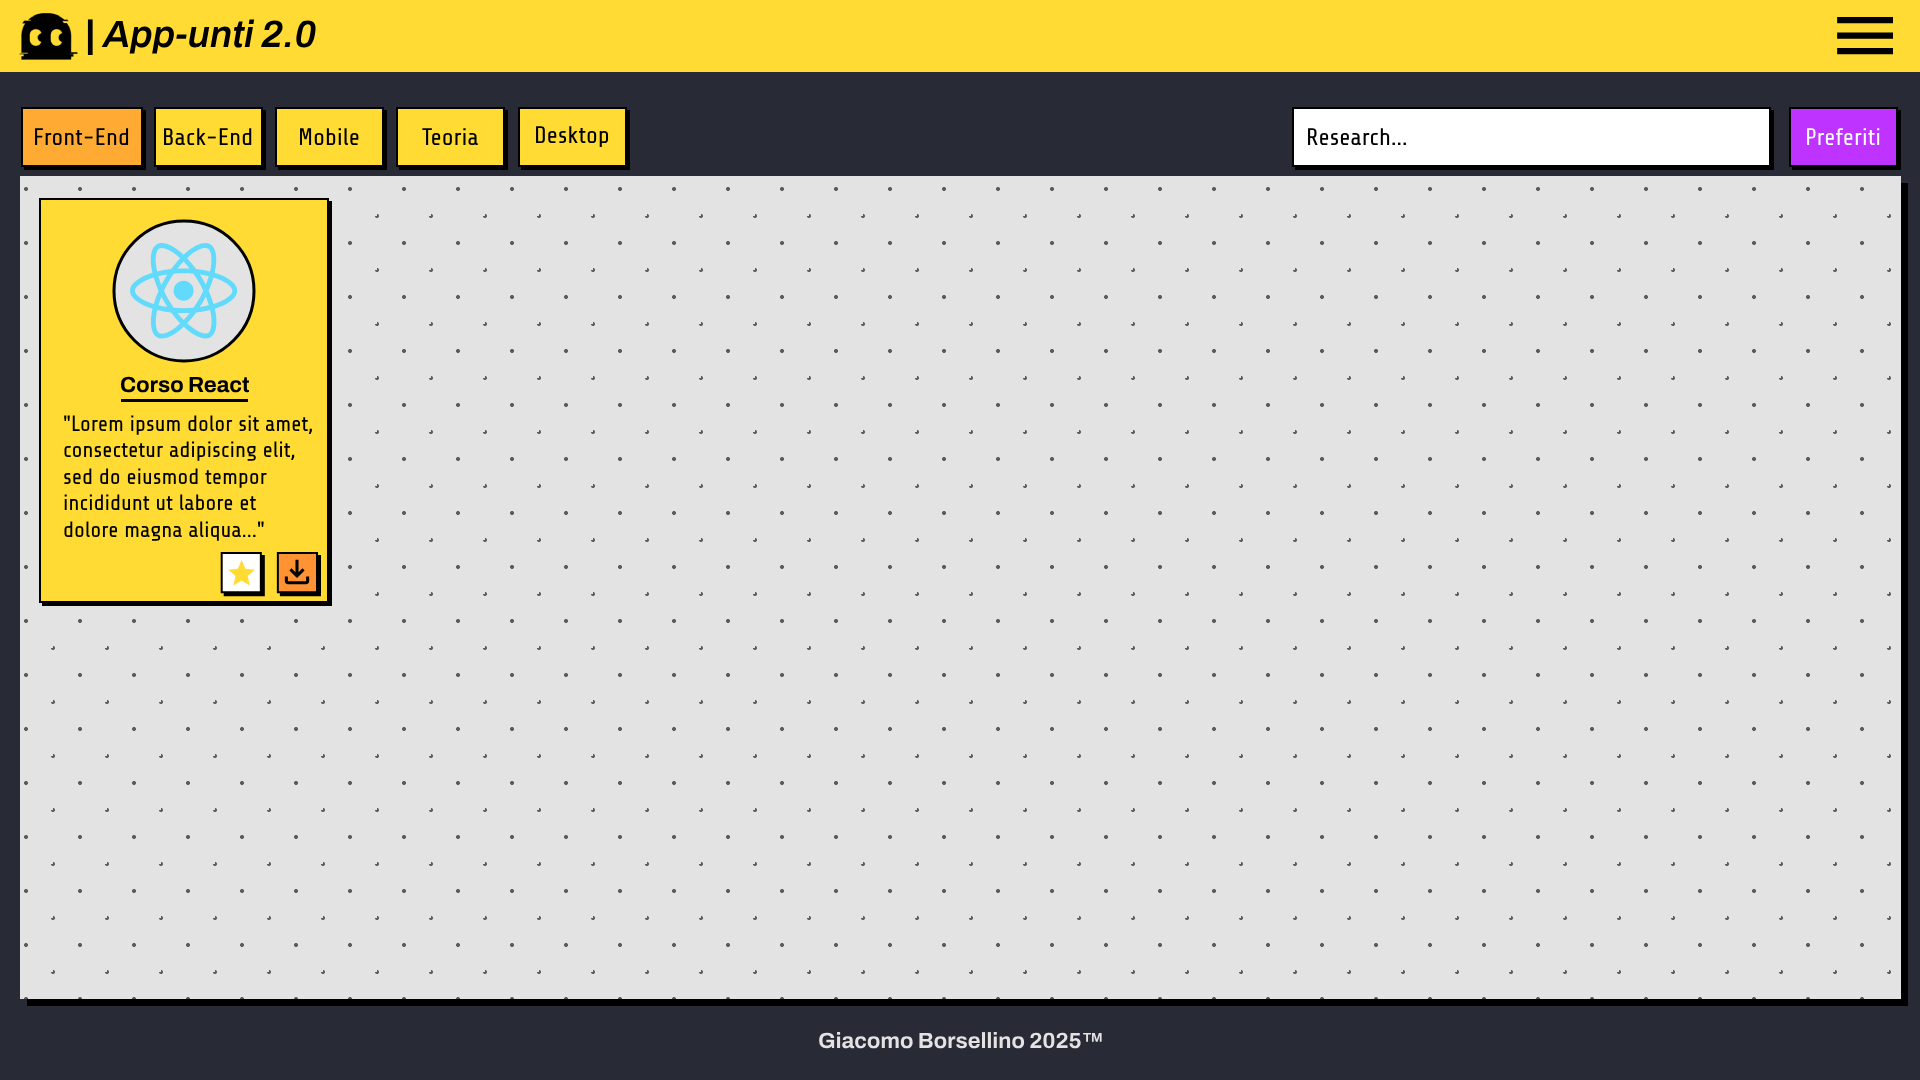 | App-unti 2.0
Front-End
Back-End
Mobile
Teoria
Desktop
Research...
Preferiti
Corso React
"Lorem ipsum dolor sit amet,
consectetur adipiscing elit,
sed do eiusmod tempor
incididunt ut labore et
dolore magna aliqua..."
Giacomo Borsellino 2025™